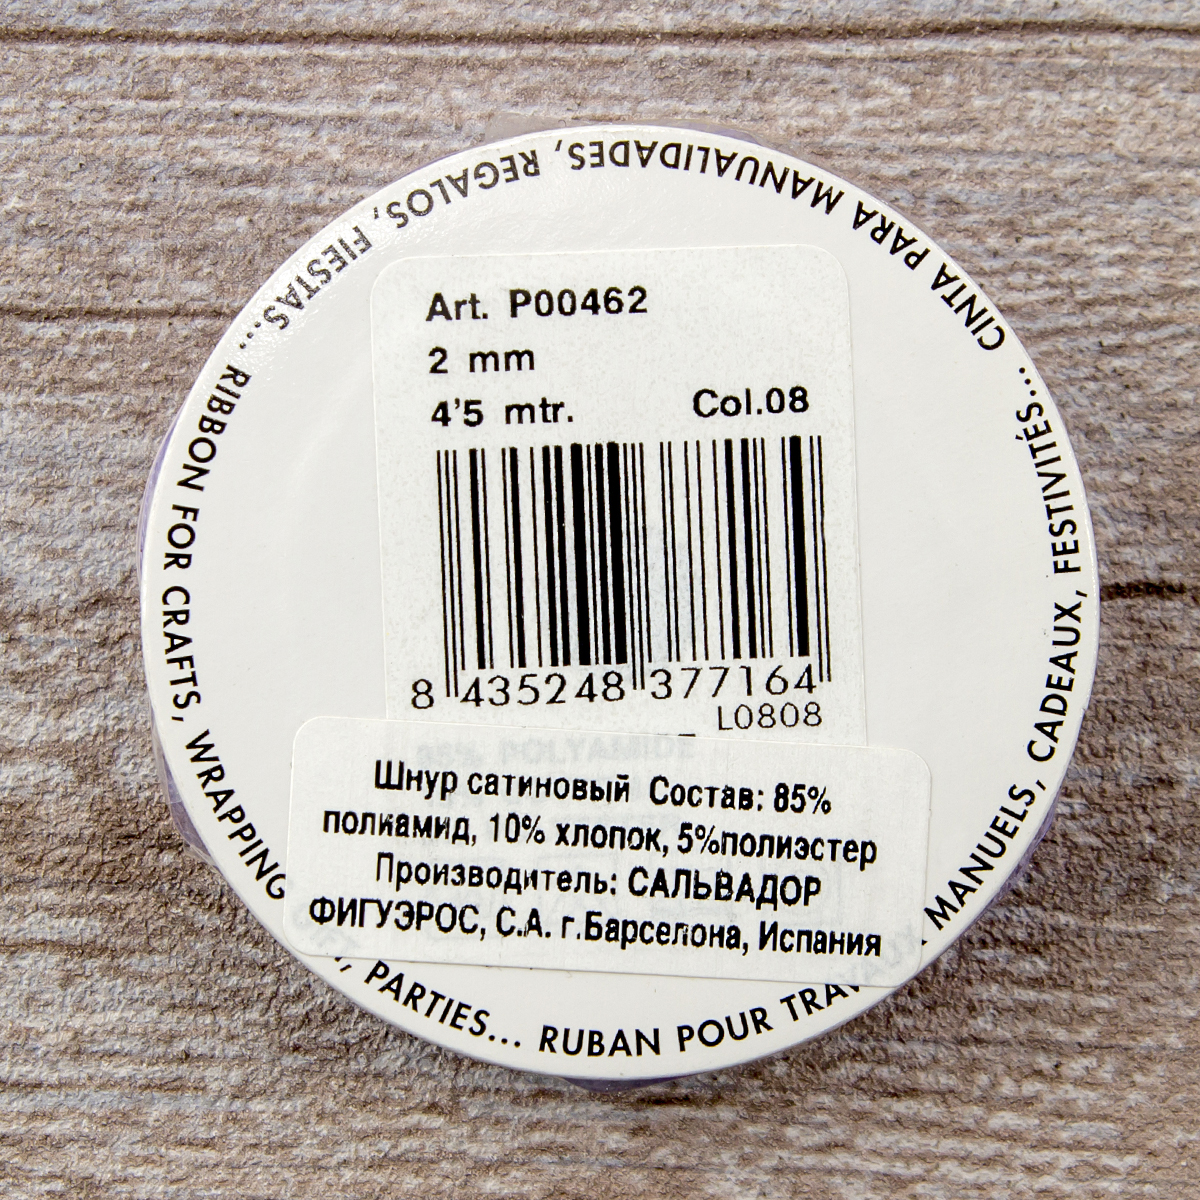 CINTA PARA MANUALIDADES, REGALOS, FIESTAS...
RIBBON FOR CRAFTS, WRAPPING PARTIES...
RUBAN POUR MANUELS, CADEAUX, FESTIVITÉS...
Art. P00462
2 mm
4'5 mtr. Col.08
8 435248 377164
L0808
85% POLYAMIDE
Шнур сатиновый Состав: 85%
полиамид, 10% хлопок, 5%полиэстер
Производитель: САЛЬВАДОР
ФИГУЭРОС, С.А. г.Барселона, Испания